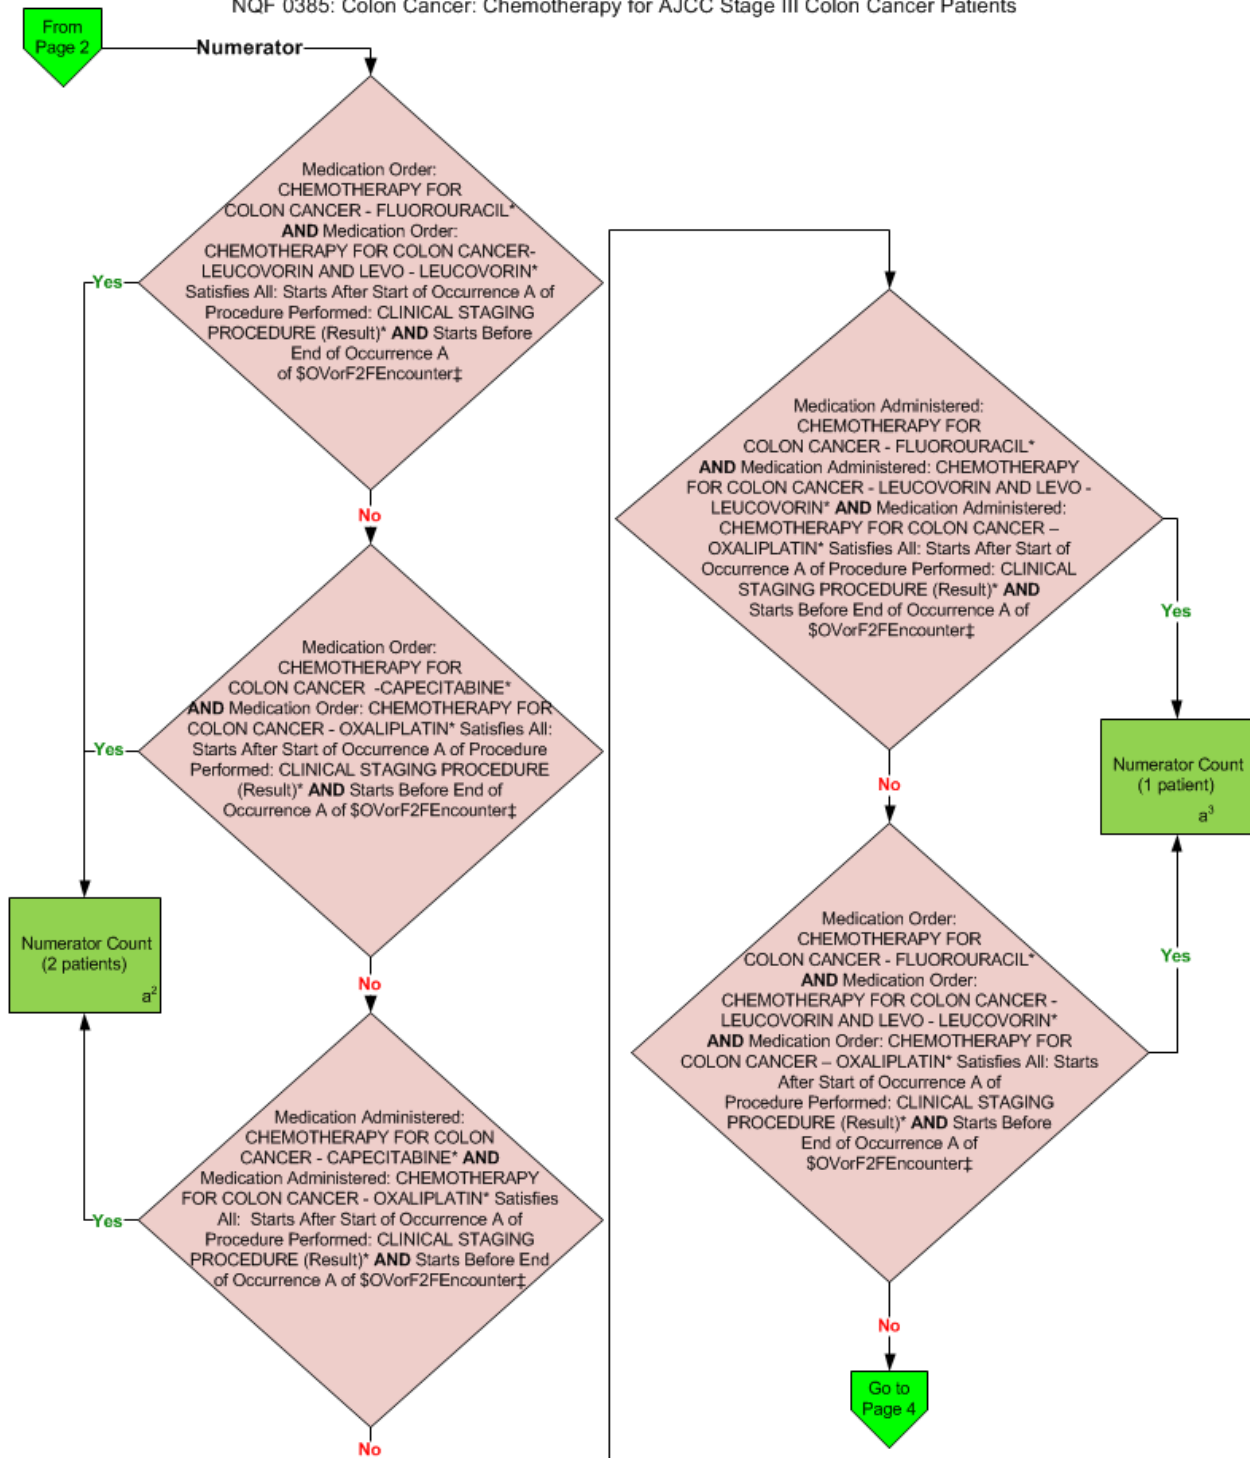 NQF 0385: Colon Cancer: Chemotherapy for AJCC Stage III Colon Cancer Patients
From
Page 2
Numerator
Medication Order:
CHEMOTHERAPY FOR
COLON CANCER - FLUOROURACIL*
AND Medication Order:
CHEMOTHERAPY FOR COLON CANCER-
LEUCOVORIN AND LEVO - LEUCOVORIN*
Satisfies All: Starts After Start of Occurrence A of
Procedure Performed: CLINICAL STAGING
PROCEDURE (Result)* AND Starts Before
End of Occurrence A
of $OVorF2FEncounter‡
Yes
No
Medication Order:
CHEMOTHERAPY FOR
COLON CANCER -CAPECITABINE*
AND Medication Order: CHEMOTHERAPY FOR
COLON CANCER - OXALIPLATIN* Satisfies All:
Starts After Start of Occurrence A of Procedure
Performed: CLINICAL STAGING PROCEDURE
(Result)* AND Starts Before End of
Occurrence A of $OVorF2FEncounter‡
Yes
Numerator Count
(2 patients)
a²
No
Medication Administered:
CHEMOTHERAPY FOR COLON
CANCER - CAPECITABINE* AND
Medication Administered: CHEMOTHERAPY
FOR COLON CANCER - OXALIPLATIN* Satisfies
All: Starts After Start of Occurrence A of
Procedure Performed: CLINICAL STAGING
PROCEDURE (Result)* AND Starts Before End
of Occurrence A of $OVorF2FEncounter‡
Yes
No
Medication Administered:
CHEMOTHERAPY FOR
COLON CANCER - FLUOROURACIL*
AND Medication Administered: CHEMOTHERAPY
FOR COLON CANCER - LEUCOVORIN AND LEVO -
LEUCOVORIN* AND Medication Administered:
CHEMOTHERAPY FOR COLON CANCER –
OXALIPLATIN* Satisfies All: Starts After Start of
Occurrence A of Procedure Performed: CLINICAL
STAGING PROCEDURE (Result)* AND
Starts Before End of Occurrence A of
$OVorF2FEncounter‡
Yes
Numerator Count
(1 patient)
a³
No
Medication Order:
CHEMOTHERAPY FOR
COLON CANCER - FLUOROURACIL*
AND Medication Order:
CHEMOTHERAPY FOR COLON CANCER -
LEUCOVORIN AND LEVO - LEUCOVORIN*
AND Medication Order: CHEMOTHERAPY FOR
COLON CANCER – OXALIPLATIN* Satisfies All: Starts
After Start of Occurrence A of
Procedure Performed: CLINICAL STAGING
PROCEDURE (Result)* AND Starts Before
End of Occurrence A of
$OVorF2FEncounter‡
Yes
No
Go to
Page 4